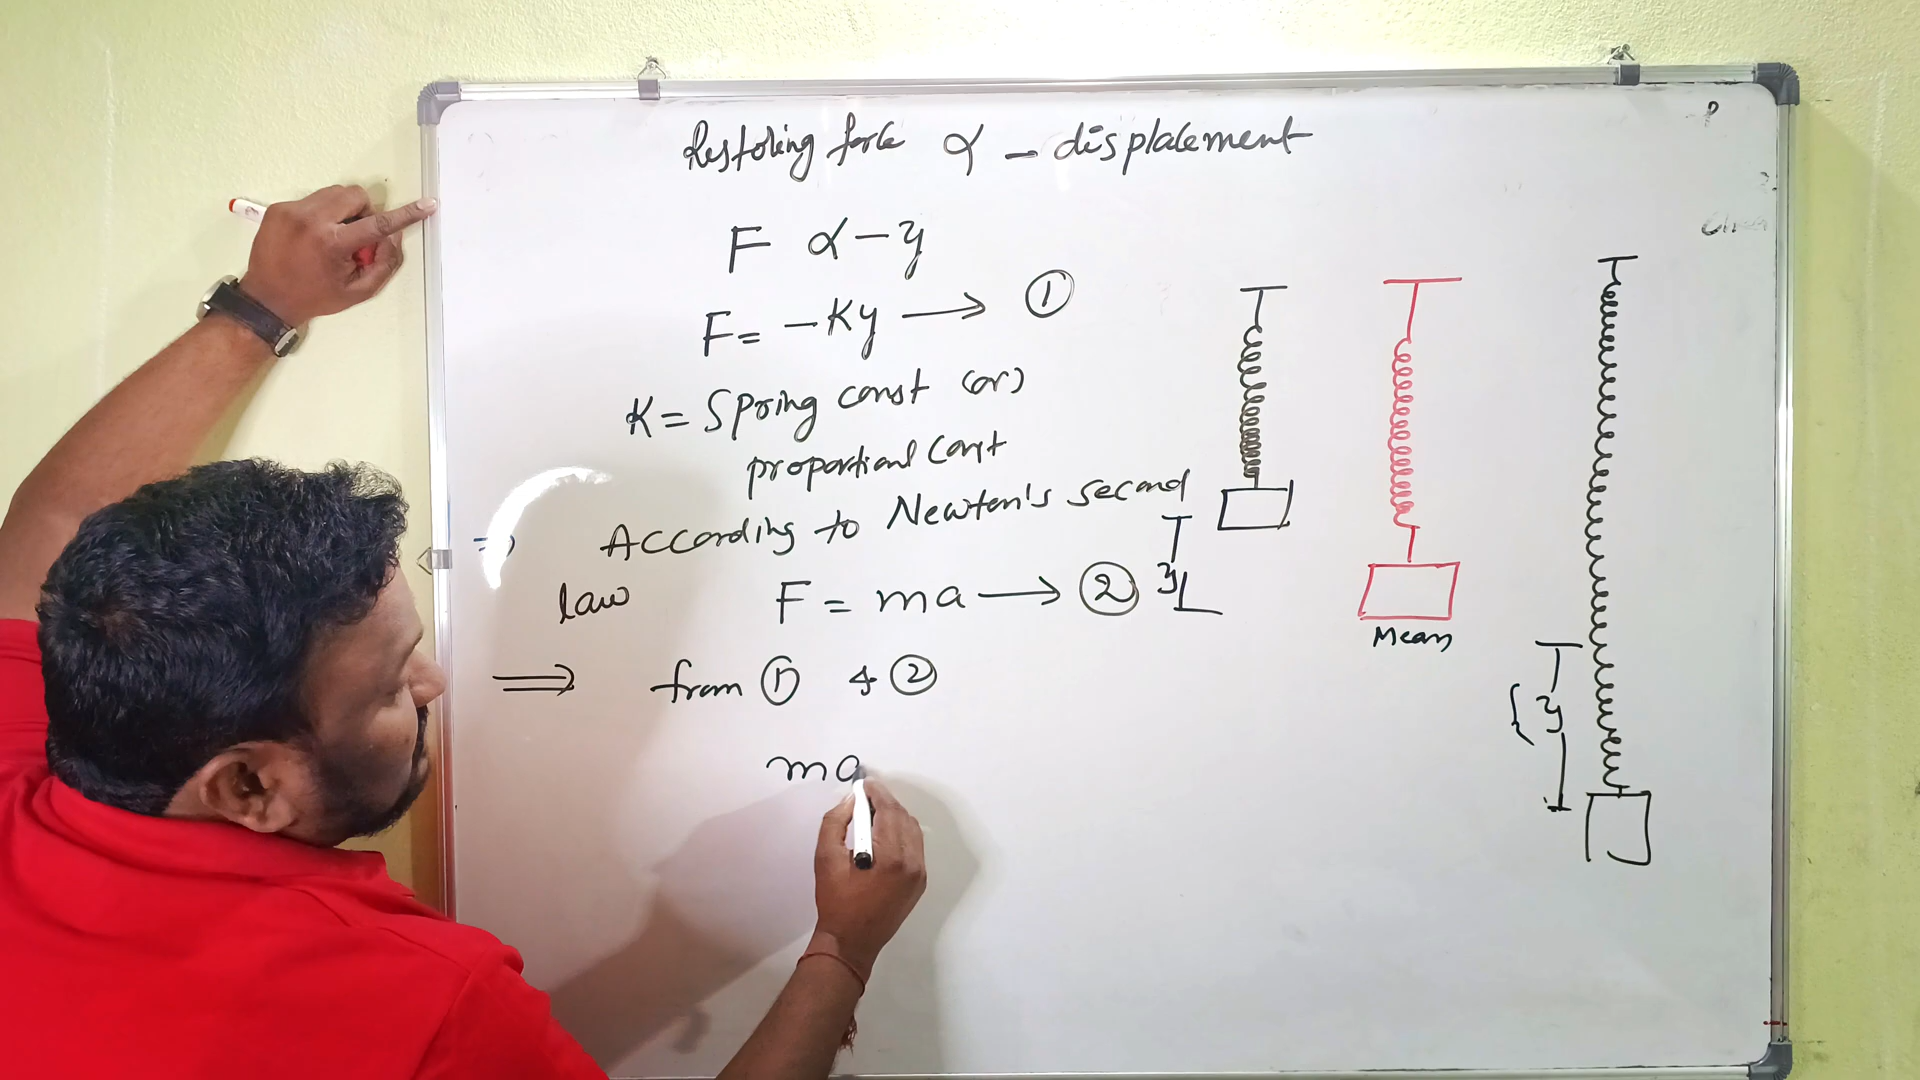 Restoring force α - displacement
F α - y
F = - Ky → ①
K = Spring const (or)
proportional const
⇒ According to Newton's second
law F = ma → ②
⇒ from ① & ②
ma
y
Mean
y